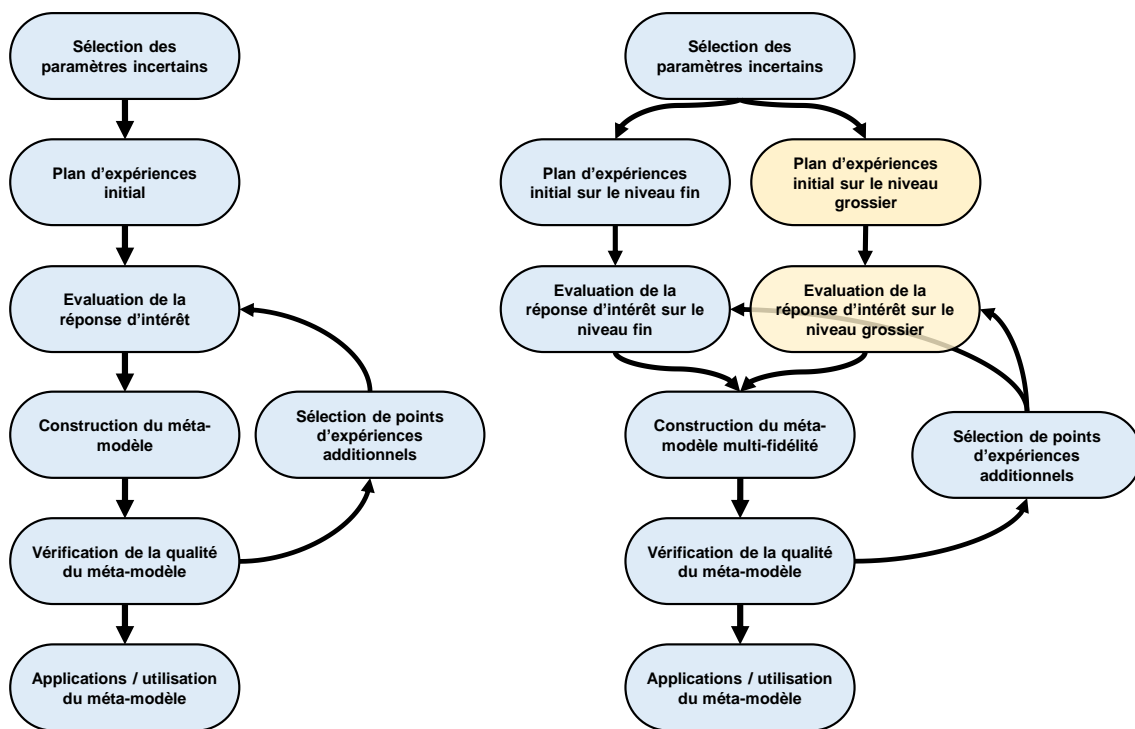 Sélection des
paramètres incertains
Plan d'expériences
initial
Evaluation de la
réponse d'intérêt
Construction du méta-
modèle
Sélection de points
d'expériences
additionnels
Vérification de la qualité
du méta-modèle
Applications / utilisation
du méta-modèle
Sélection des
paramètres incertains
Plan d'expériences
initial sur le niveau fin
Plan d'expériences
initial sur le niveau
grossier
Evaluation de la
réponse d'intérêt sur le
niveau fin
Evaluation de la
réponse d'intérêt sur le
niveau grossier
Construction du méta-
modèle multi-fidélité
Sélection de points
d'expériences
additionnels
Vérification de la qualité
du méta-modèle
Applications / utilisation
du méta-modèle